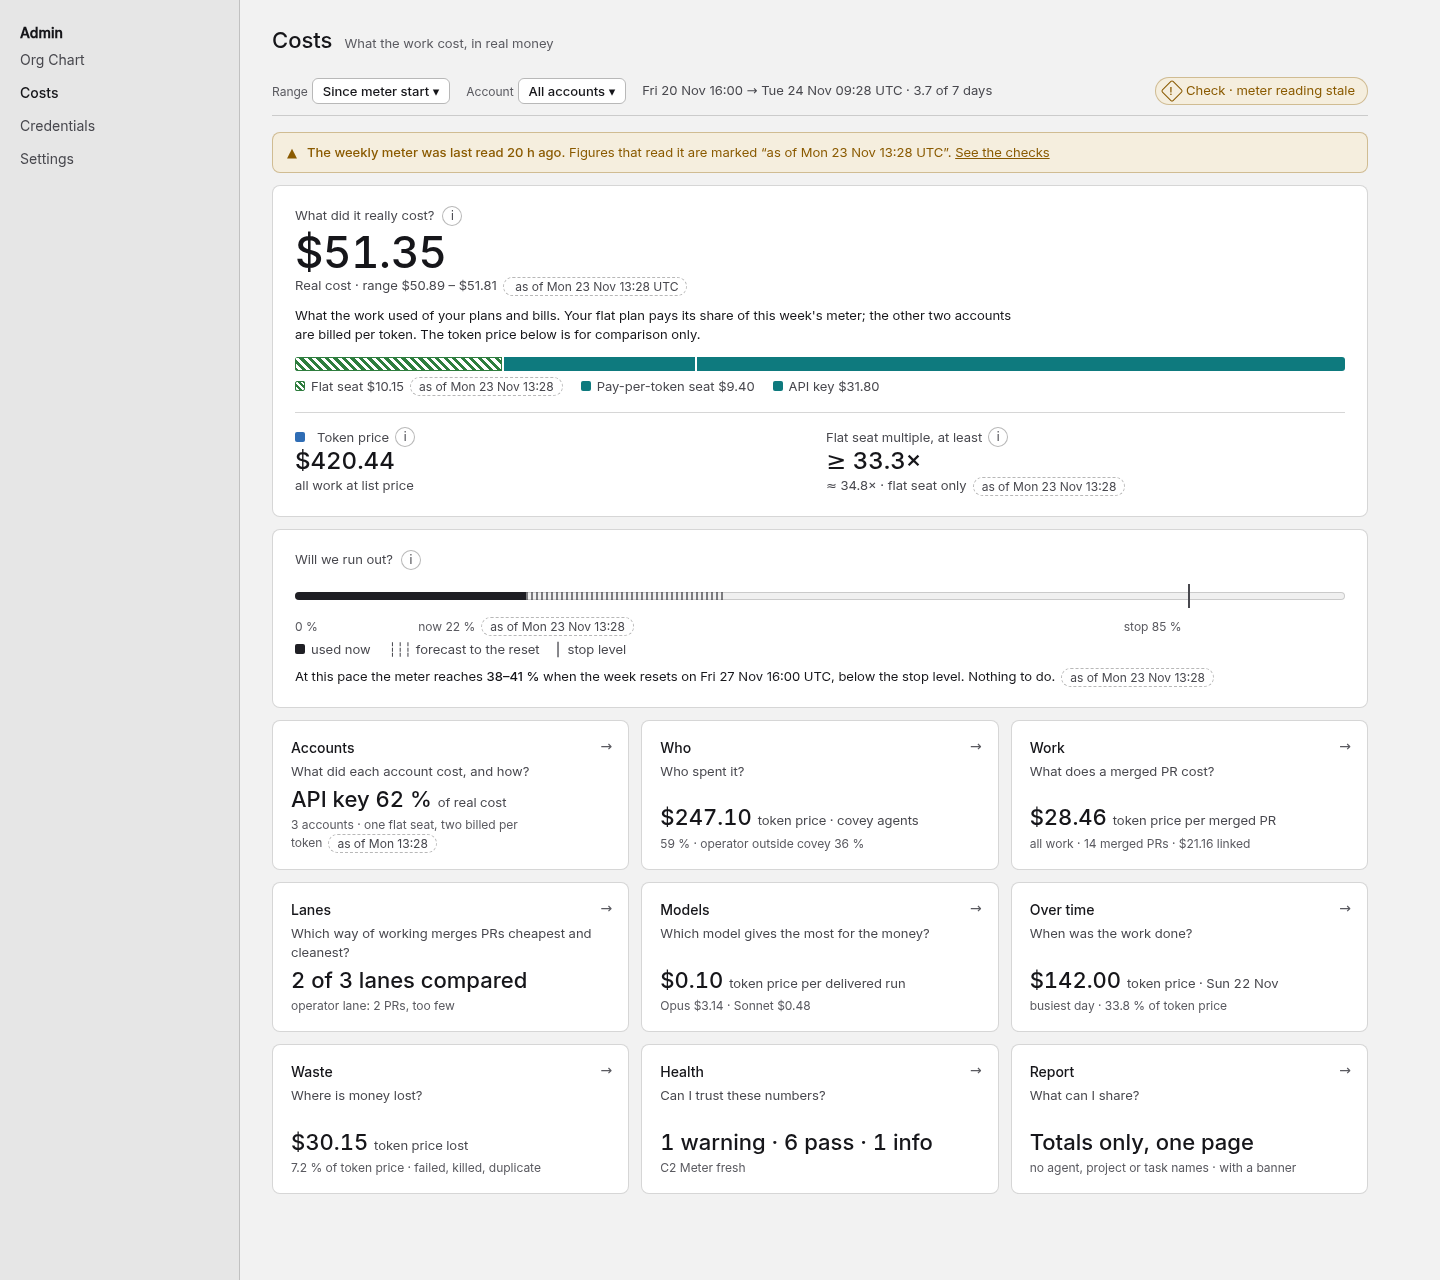 Admin
Org Chart
Costs
Credentials
Settings
Costs What the work cost, in real money
Range Since meter start ▾ Account All accounts ▾ Fri 20 Nov 16:00 → Tue 24 Nov 09:28 UTC · 3.7 of 7 days ! Check · meter reading stale
▲ The weekly meter was last read 20 h ago. Figures that read it are marked “as of Mon 23 Nov 13:28 UTC”. See the checks
What did it really cost? i
$51.35
Real cost · range $50.89 – $51.81 as of Mon 23 Nov 13:28 UTC
What the work used of your plans and bills. Your flat plan pays its share of this week's meter; the other two accounts
are billed per token. The token price below is for comparison only.
Flat seat $10.15 as of Mon 23 Nov 13:28 Pay-per-token seat $9.40 API key $31.80
Token price i
$420.44
all work at list price
Flat seat multiple, at least i
≥ 33.3×
≈ 34.8× · flat seat only as of Mon 23 Nov 13:28
Will we run out? i
0 % now 22 % as of Mon 23 Nov 13:28 stop 85 %
used now forecast to the reset stop level
At this pace the meter reaches 38–41 % when the week resets on Fri 27 Nov 16:00 UTC, below the stop level. Nothing to do. as of Mon 23 Nov 13:28
Accounts →
What did each account cost, and how?
API key 62 % of real cost
3 accounts · one flat seat, two billed per
token as of Mon 13:28
Who →
Who spent it?
$247.10 token price · covey agents
59 % · operator outside covey 36 %
Work →
What does a merged PR cost?
$28.46 token price per merged PR
all work · 14 merged PRs · $21.16 linked
Lanes →
Which way of working merges PRs cheapest and
cleanest?
2 of 3 lanes compared
operator lane: 2 PRs, too few
Models →
Which model gives the most for the money?
$0.10 token price per delivered run
Opus $3.14 · Sonnet $0.48
Over time →
When was the work done?
$142.00 token price · Sun 22 Nov
busiest day · 33.8 % of token price
Waste →
Where is money lost?
$30.15 token price lost
7.2 % of token price · failed, killed, duplicate
Health →
Can I trust these numbers?
1 warning · 6 pass · 1 info
C2 Meter fresh
Report →
What can I share?
Totals only, one page
no agent, project or task names · with a banner